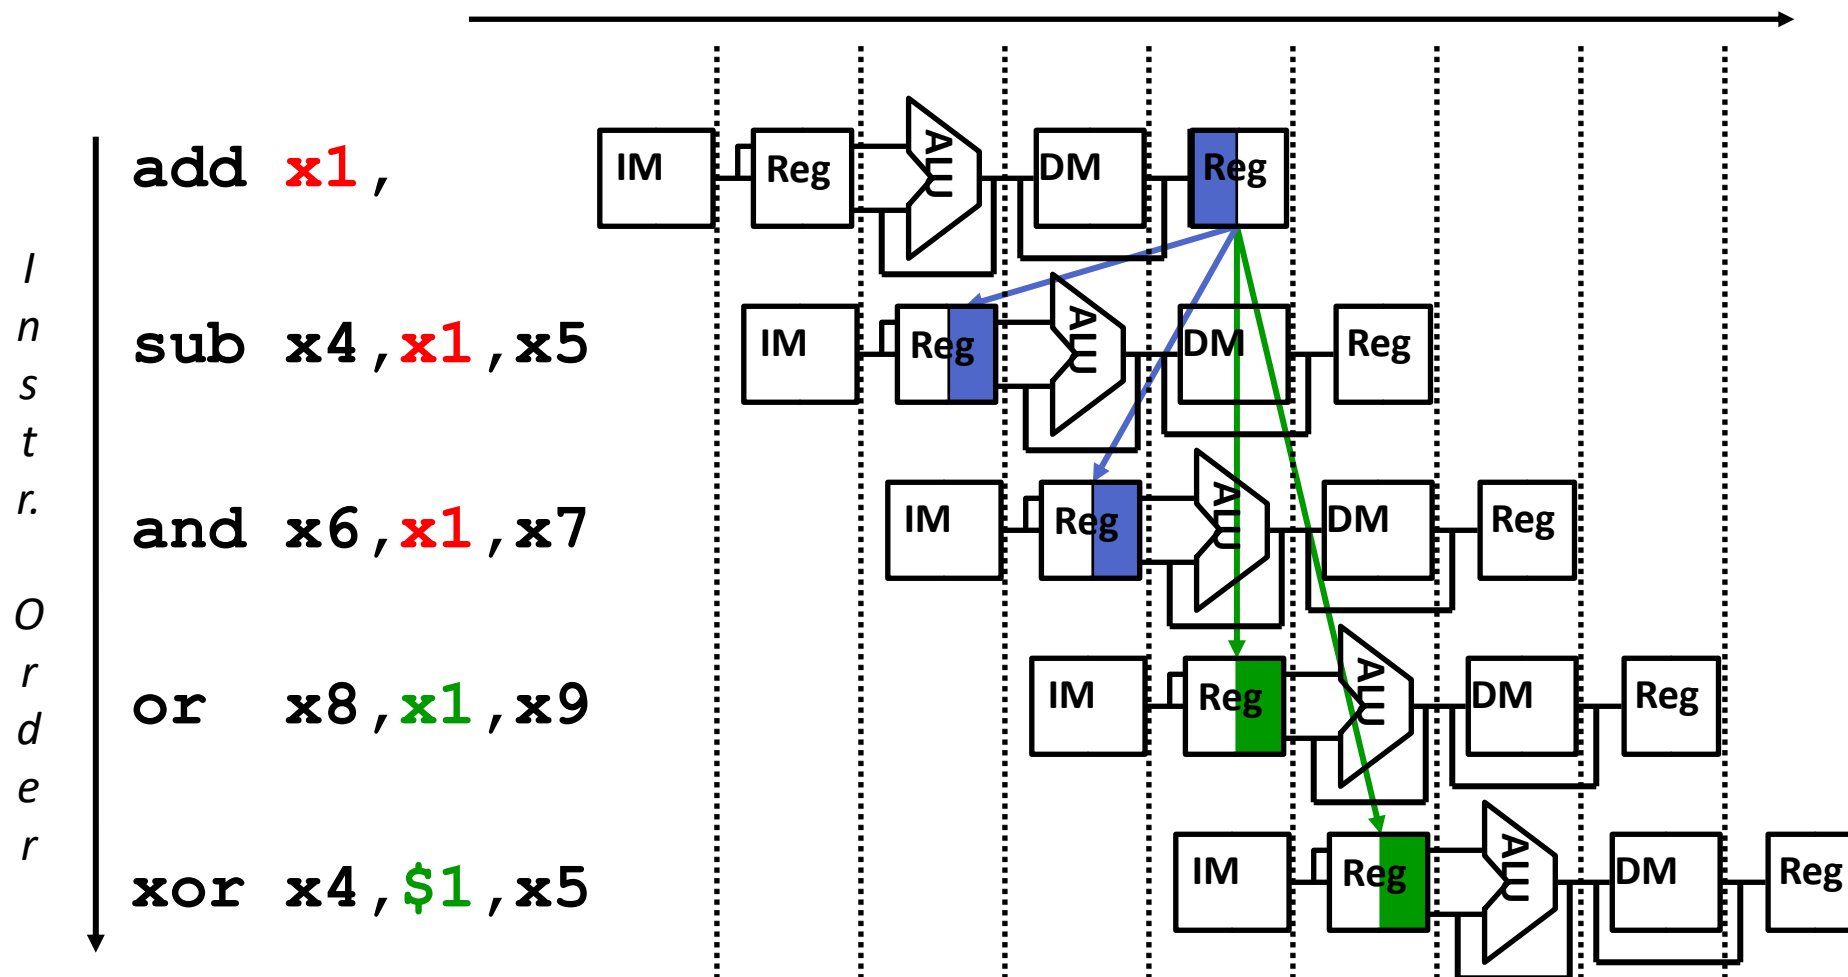 add x1,
IM Reg ALU DM Reg
sub x4,x1,x5
IM Reg ALU DM Reg
and x6,x1,x7
IM Reg ALU DM Reg
or x8,x1,x9
IM Reg ALU DM Reg
xor x4,$1,x5
IM Reg ALU DM Reg
Instr. Order